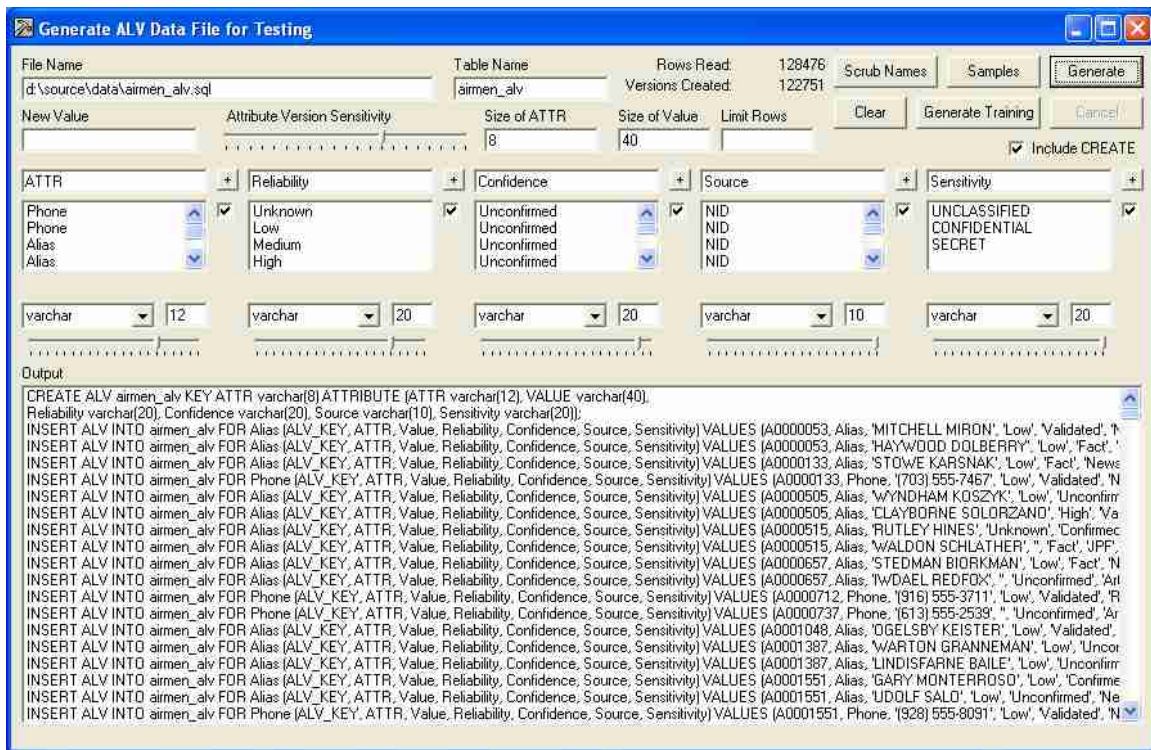 Generate ALV Data File for Testing
File Name
Table Name
Rows Read: 128476
Versions Created: 122751
Scrub Names
Samples
Generate
d:\source\data\airmen_alv.sql
airmen_alv
New Value
Attribute Version Sensitivity
Size of ATTR
Size of Value
Limit Rows
Clear
Generate Training
Cancel
8
40
Include CREATE
ATTR
+
Reliability
+
Confidence
+
Source
+
Sensitivity
+
Phone
Phone
Alias
Alias
Unknown
Low
Medium
High
Unconfirmed
Unconfirmed
Unconfirmed
Unconfirmed
NID
NID
NID
NID
UNCLASSIFIED
CONFIDENTIAL
SECRET
varchar
12
varchar
20
varchar
20
varchar
10
varchar
20
Output
CREATE ALV airmen_alv KEY ATTR varchar(8) ATTRIBUTE (ATTR varchar(12), VALUE varchar(40),
Reliability varchar(20), Confidence varchar(20), Source varchar(10), Sensitivity varchar(20));
INSERT ALV INTO airmen_alv FOR Alias (ALV_KEY, ATTR, Value, Reliability, Confidence, Source, Sensitivity) VALUES (A0000053, Alias, 'MITCHELL MIRON', 'Low', 'Validated', 'N
INSERT ALV INTO airmen_alv FOR Alias (ALV_KEY, ATTR, Value, Reliability, Confidence, Source, Sensitivity) VALUES (A0000053, Alias, 'HAYWOOD DOLBERRY', 'Low', 'Fact', '
INSERT ALV INTO airmen_alv FOR Alias (ALV_KEY, ATTR, Value, Reliability, Confidence, Source, Sensitivity) VALUES (A0000133, Alias, 'STOWE KARSNAK', 'Low', 'Fact', 'News
INSERT ALV INTO airmen_alv FOR Phone (ALV_KEY, ATTR, Value, Reliability, Confidence, Source, Sensitivity) VALUES (A0000133, Phone, '(703) 555-7467', 'Low', 'Validated', 'N
INSERT ALV INTO airmen_alv FOR Alias (ALV_KEY, ATTR, Value, Reliability, Confidence, Source, Sensitivity) VALUES (A0000505, Alias, 'WYNDHAM KOSZYK', 'Low', 'Unconfirm
INSERT ALV INTO airmen_alv FOR Alias (ALV_KEY, ATTR, Value, Reliability, Confidence, Source, Sensitivity) VALUES (A0000505, Alias, 'CLAYBORNE SOLORZANO', 'High', 'Va
INSERT ALV INTO airmen_alv FOR Alias (ALV_KEY, ATTR, Value, Reliability, Confidence, Source, Sensitivity) VALUES (A0000515, Alias, 'RUTLEY HINES', 'Unknown', 'Confirmec
INSERT ALV INTO airmen_alv FOR Alias (ALV_KEY, ATTR, Value, Reliability, Confidence, Source, Sensitivity) VALUES (A0000515, Alias, 'WALDON SCHLATHER', '', 'Fact', 'JPF',
INSERT ALV INTO airmen_alv FOR Alias (ALV_KEY, ATTR, Value, Reliability, Confidence, Source, Sensitivity) VALUES (A0000657, Alias, 'STEDMAN BIORKMAN', 'Low', 'Fact', 'N
INSERT ALV INTO airmen_alv FOR Alias (ALV_KEY, ATTR, Value, Reliability, Confidence, Source, Sensitivity) VALUES (A0000657, Alias, 'IWDAEL REDFOX', '', 'Unconfirmed', 'Art
INSERT ALV INTO airmen_alv FOR Phone (ALV_KEY, ATTR, Value, Reliability, Confidence, Source, Sensitivity) VALUES (A0000712, Phone, '(916) 555-3711', 'Low', 'Validated', 'R
INSERT ALV INTO airmen_alv FOR Phone (ALV_KEY, ATTR, Value, Reliability, Confidence, Source, Sensitivity) VALUES (A0000737, Phone, '(613) 555-2539', '', 'Unconfirmed', 'Ar
INSERT ALV INTO airmen_alv FOR Alias (ALV_KEY, ATTR, Value, Reliability, Confidence, Source, Sensitivity) VALUES (A0001048, Alias, 'OGELSBY KEISTER', 'Low', 'Validated',
INSERT ALV INTO airmen_alv FOR Alias (ALV_KEY, ATTR, Value, Reliability, Confidence, Source, Sensitivity) VALUES (A0001387, Alias, 'WARTON GRANNEMAN', 'Low', 'Uncor
INSERT ALV INTO airmen_alv FOR Alias (ALV_KEY, ATTR, Value, Reliability, Confidence, Source, Sensitivity) VALUES (A0001387, Alias, 'LINDISFARNE BAILE', 'Low', 'Unconfirm
INSERT ALV INTO airmen_alv FOR Alias (ALV_KEY, ATTR, Value, Reliability, Confidence, Source, Sensitivity) VALUES (A0001551, Alias, 'GARY MONTERROSO', 'Low', 'Confirme
INSERT ALV INTO airmen_alv FOR Alias (ALV_KEY, ATTR, Value, Reliability, Confidence, Source, Sensitivity) VALUES (A0001551, Alias, 'UDOLF SALO', 'Low', 'Unconfirmed', 'Ne
INSERT ALV INTO airmen_alv FOR Phone (ALV_KEY, ATTR, Value, Reliability, Confidence, Source, Sensitivity) VALUES (A0001551, Phone, '(928) 555-8091', 'Low', 'Validated', 'N